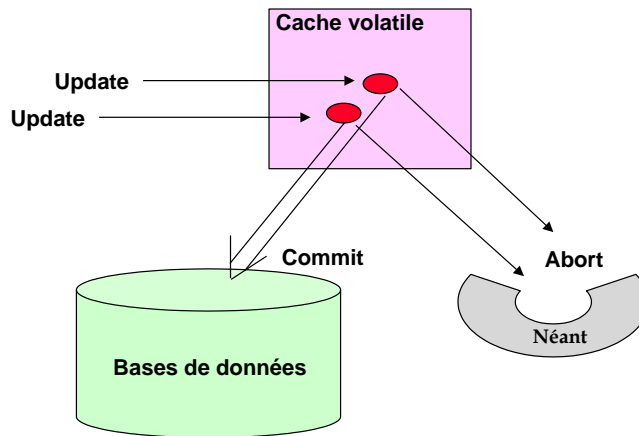 Cache volatile
Update
Update
Commit
Abort
Néant
Bases de données